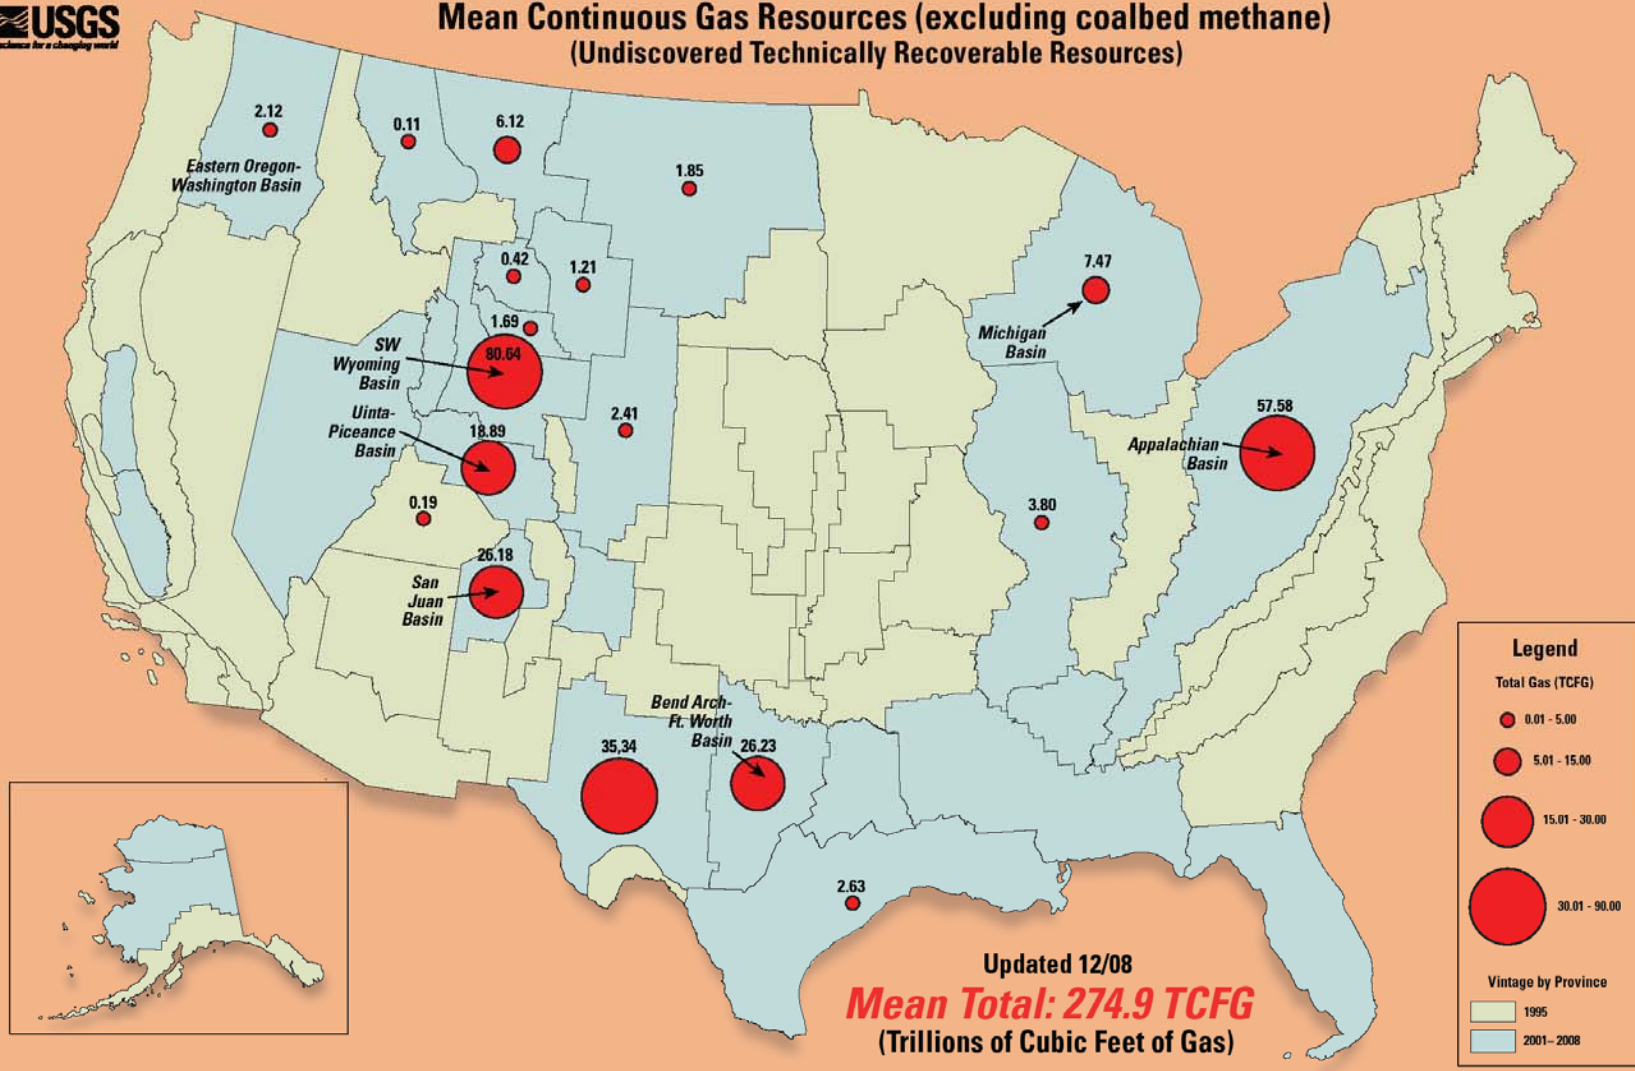 USGS
science for a changing world
Mean Continuous Gas Resources (excluding coalbed methane)
(Undiscovered Technically Recoverable Resources)
2.12
Eastern Oregon-
Washington Basin
0.11
6.12
1.85
0.42
1.21
1.69
SW
Wyoming
Basin
80.64
Uinta-
Piceance
Basin
18.89
2.41
0.19
26.18
San
Juan
Basin
7.47
Michigan
Basin
57.58
Appalachian
Basin
3.80
Bend Arch-
Ft. Worth
Basin
35,34
26.23
2.63
Updated 12/08
Mean Total: 274.9 TCFG
(Trillions of Cubic Feet of Gas)
Legend
Total Gas (TCFG)
0.01 - 5.00
5.01 - 15.00
15.01 - 30.00
30.01 - 90.00
Vintage by Province
1995
2001–2008